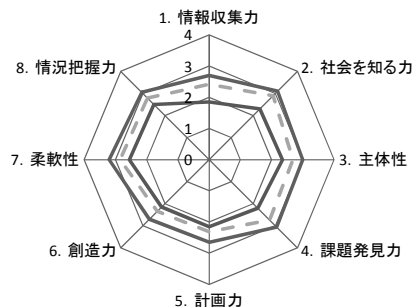 1. 情報収集力
4
8. 情況把握力
3
2. 社会を知る力
2
1
7. 柔軟性
0
3. 主体性
6. 創造力
4. 課題発見力
5. 計画力